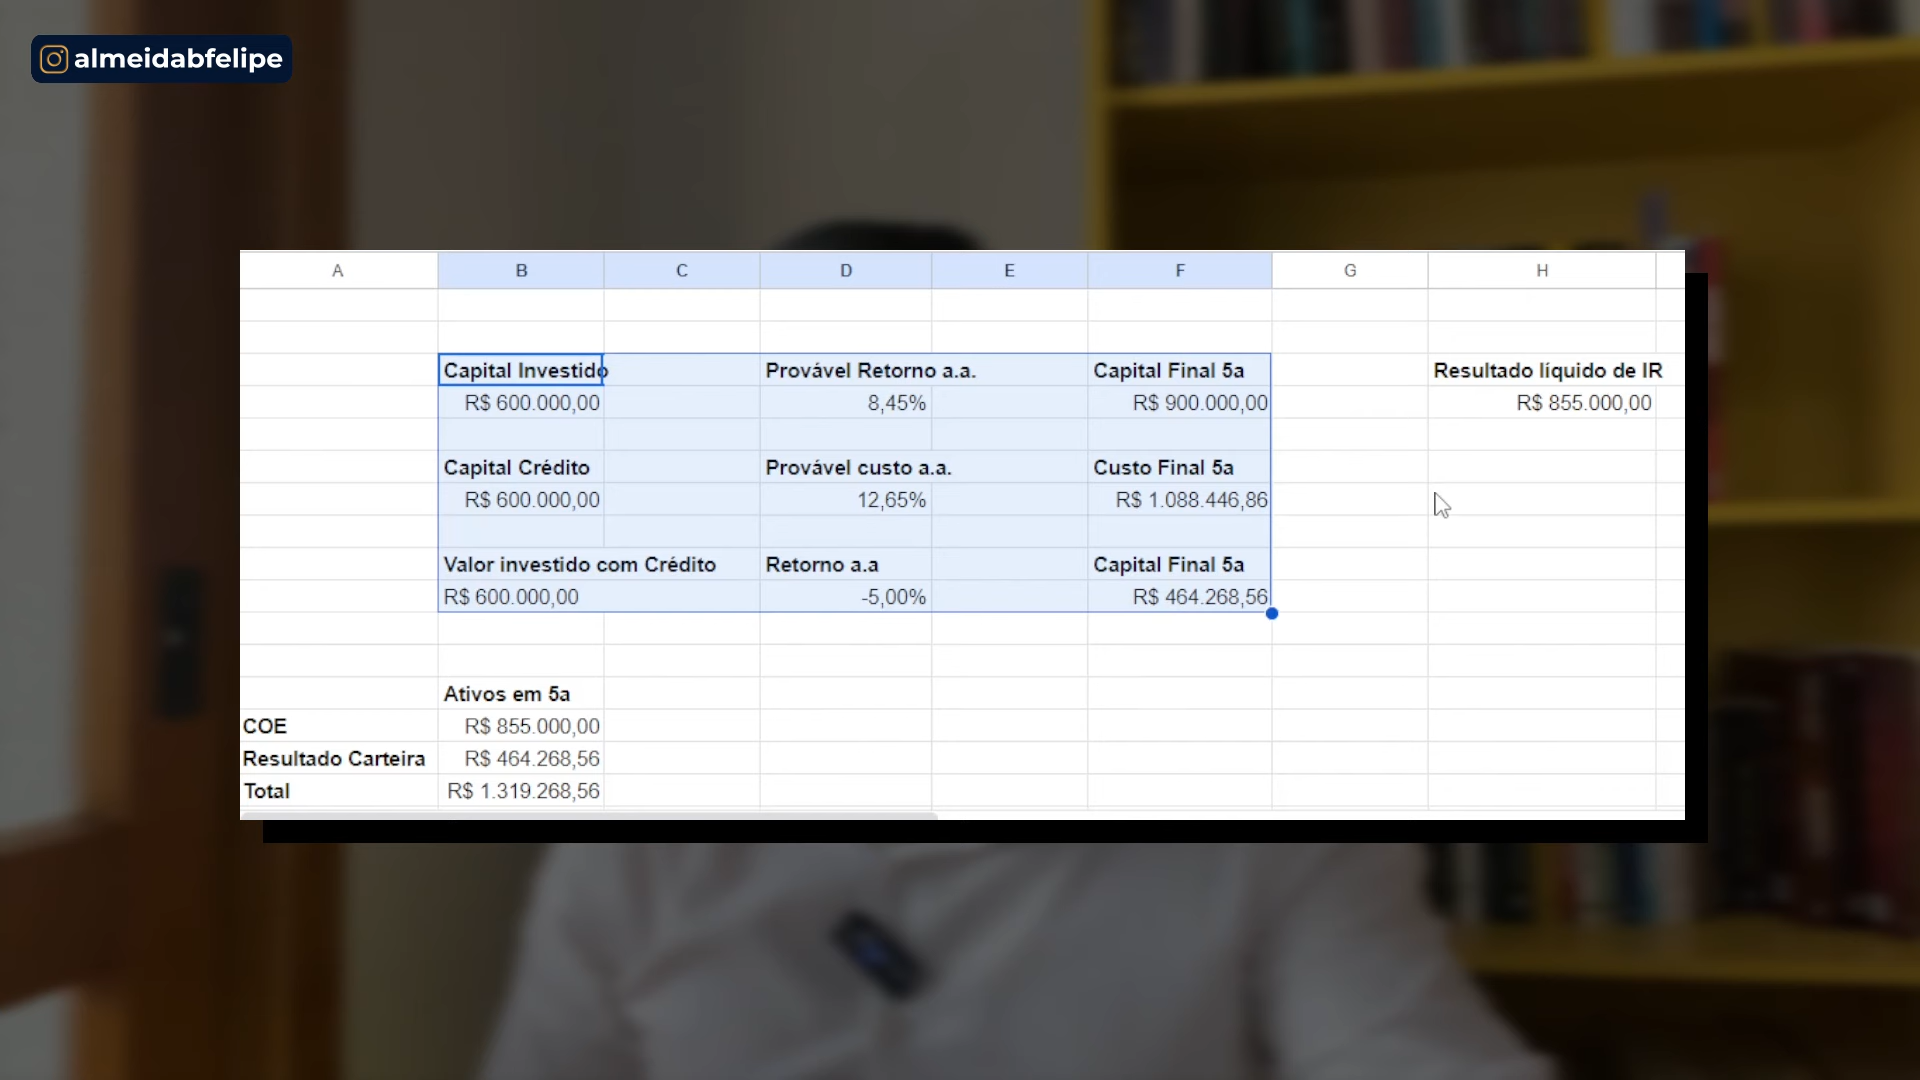 almeidabfelipe
A B C D E F G H
Capital Investido Provável Retorno a.a. Capital Final 5a Resultado líquido de IR
R$ 600.000,00 8,45% R$ 900.000,00 R$ 855.000,00
Capital Crédito Provável custo a.a. Custo Final 5a
R$ 600.000,00 12,65% R$ 1.088.446,86
Valor investido com Crédito Retorno a.a Capital Final 5a
R$ 600.000,00 -5,00% R$ 464.268,56
Ativos em 5a
COE R$ 855.000,00
Resultado Carteira R$ 464.268,56
Total R$ 1.319.268,56